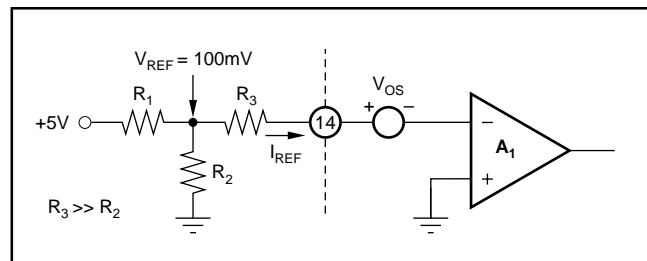 V_REF = 100mV
R_1
R_3
V_OS
+ −
+5V
14
−
A_1
I_REF
R_2
+
R_3 >> R_2